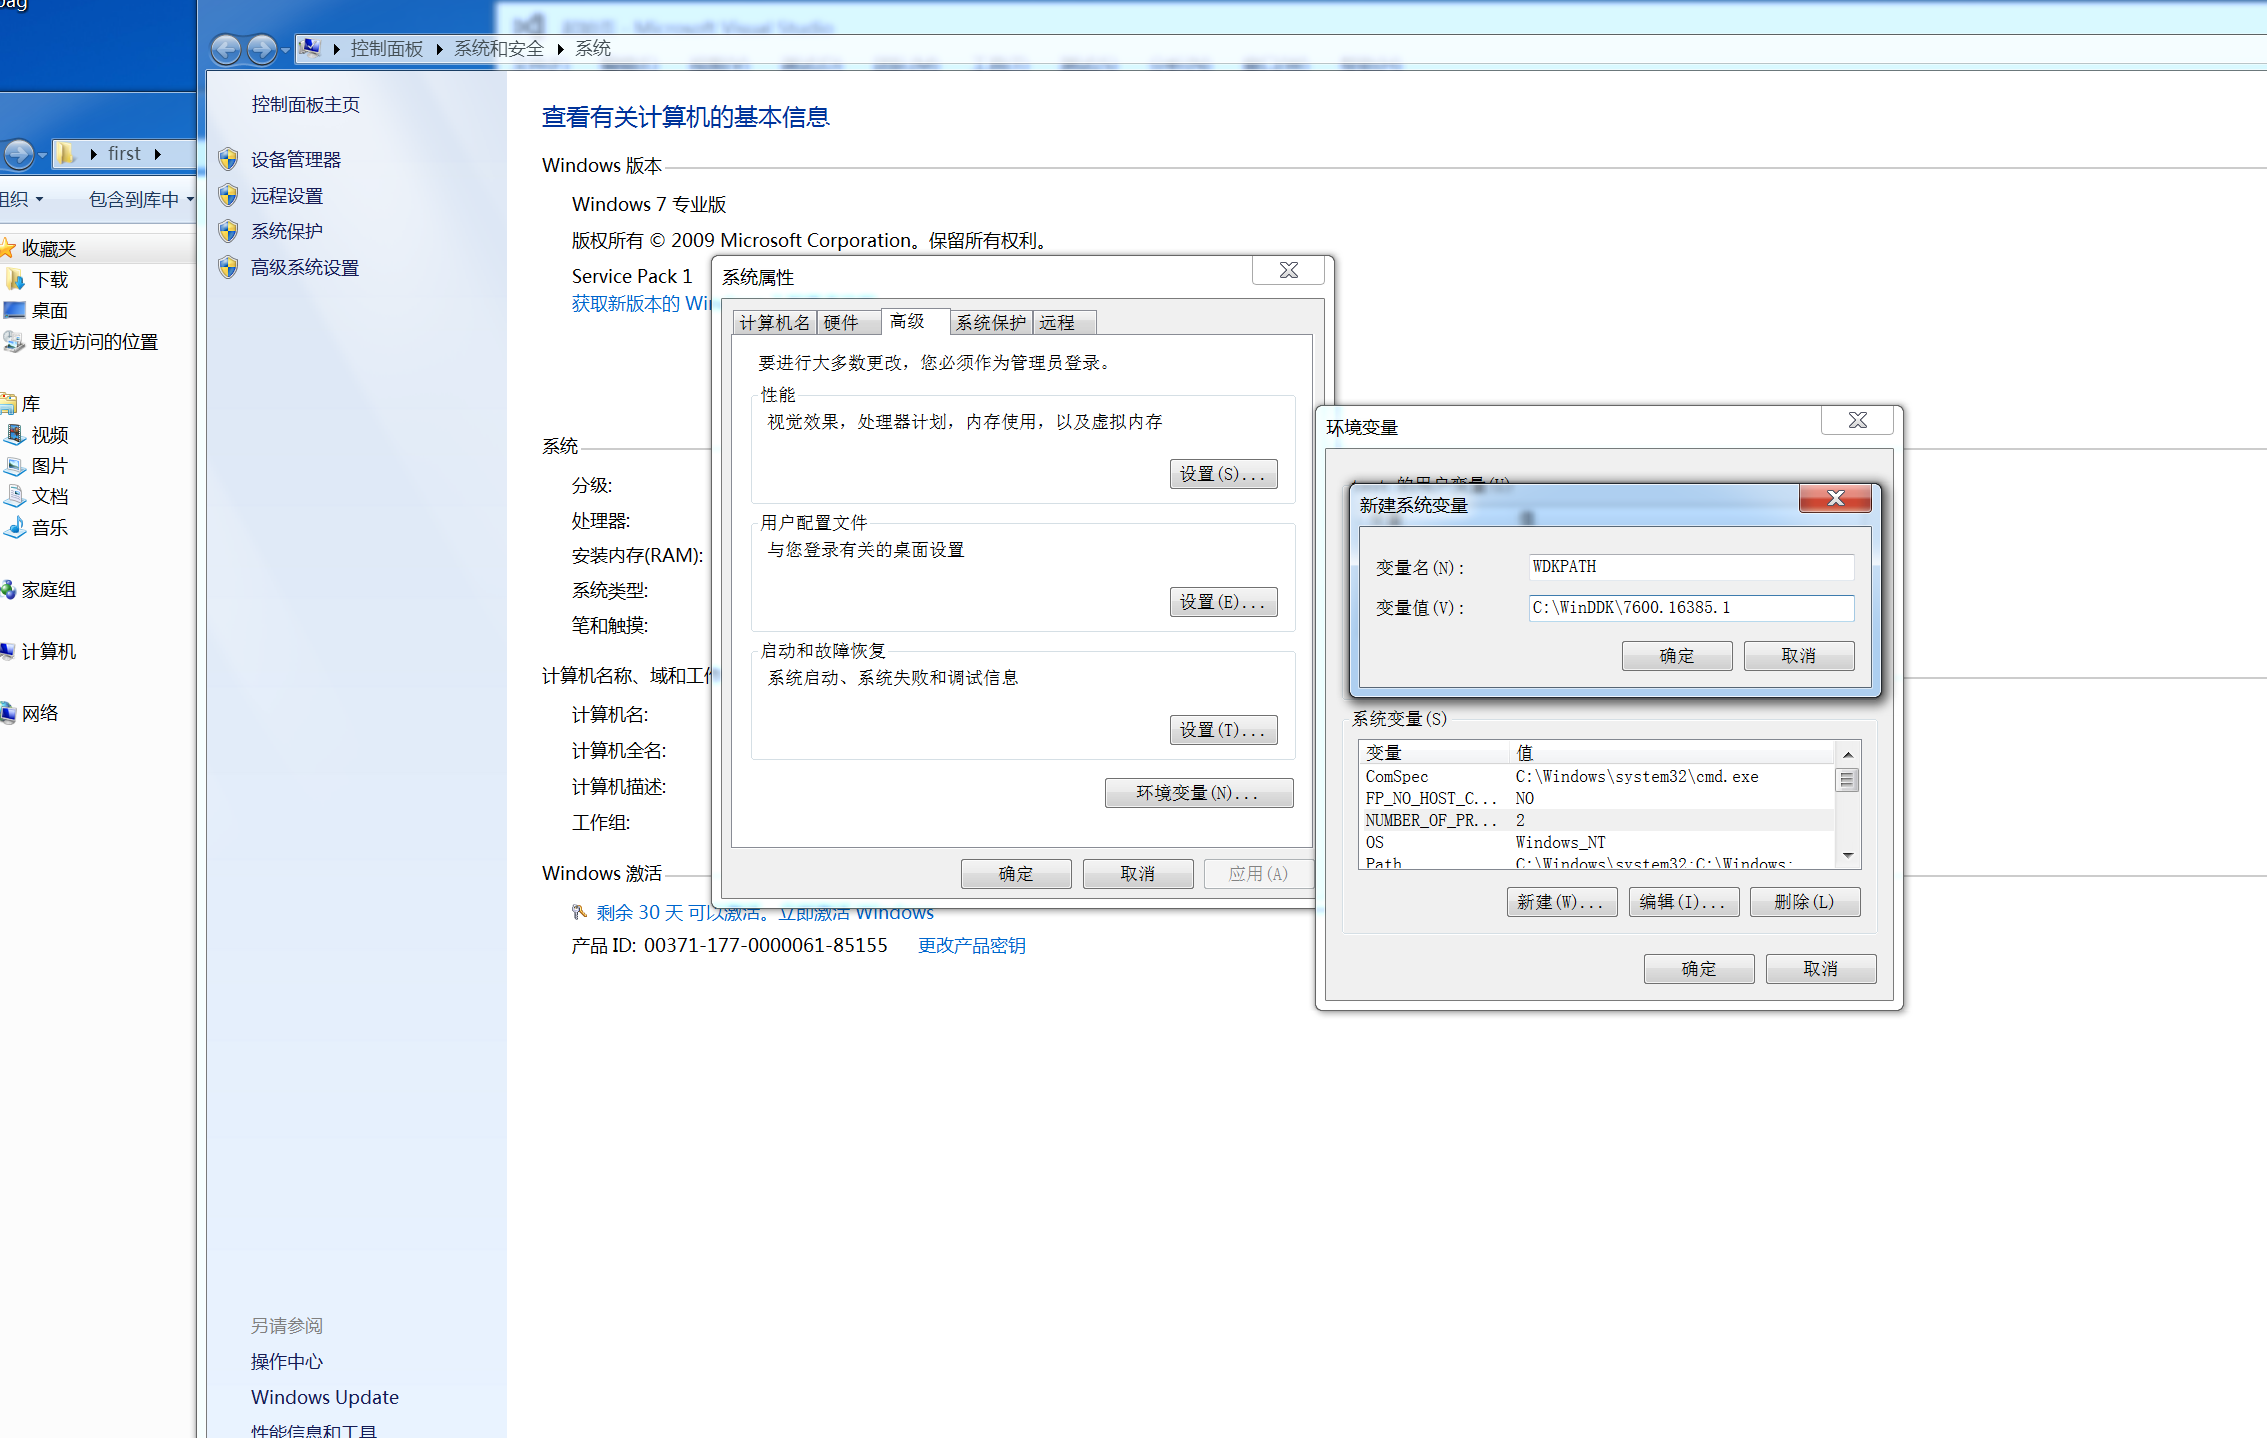 控制面板 系统和安全 系统
first
组织 包含到库中
收藏夹
下载
桌面
最近访问的位置
库
视频
图片
文档
音乐
家庭组
计算机
网络
控制面板主页
设备管理器
远程设置
系统保护
高级系统设置
另请参阅
操作中心
Windows Update
性能信息和工具
查看有关计算机的基本信息
Windows 版本
Windows 7 专业版
版权所有 © 2009 Microsoft Corporation。保留所有权利。
Service Pack 1
获取新版本的
系统
分级:
处理器:
安装内存(RAM):
系统类型:
笔和触摸:
计算机名称、域和工作
计算机名:
计算机全名:
计算机描述:
工作组:
Windows 激活
剩余 30 天 可以激活。立即激活 Windows
产品 ID: 00371-177-0000061-85155 更改产品密钥
系统属性
计算机名 硬件 高级 系统保护 远程
要进行大多数更改，您必须作为管理员登录。
性能
视觉效果，处理器计划，内存使用，以及虚拟内存
设置(S)...
用户配置文件
与您登录有关的桌面设置
设置(E)...
启动和故障恢复
系统启动、系统失败和调试信息
设置(T)...
环境变量(N)...
确定 取消 应用(A)
环境变量
的用户变量(U)
新建系统变量
变量名(N): WDKPATH
变量值(V): C:\WinDDK\7600.16385.1
确定 取消
系统变量(S)
变量 值
ComSpec C:\Windows\system32\cmd.exe
FP_NO_HOST_C... NO
NUMBER_OF_PR... 2
OS Windows_NT
Path C:\Windows\system32;C:\Windows;
新建(W)... 编辑(I)... 删除(L)
确定 取消